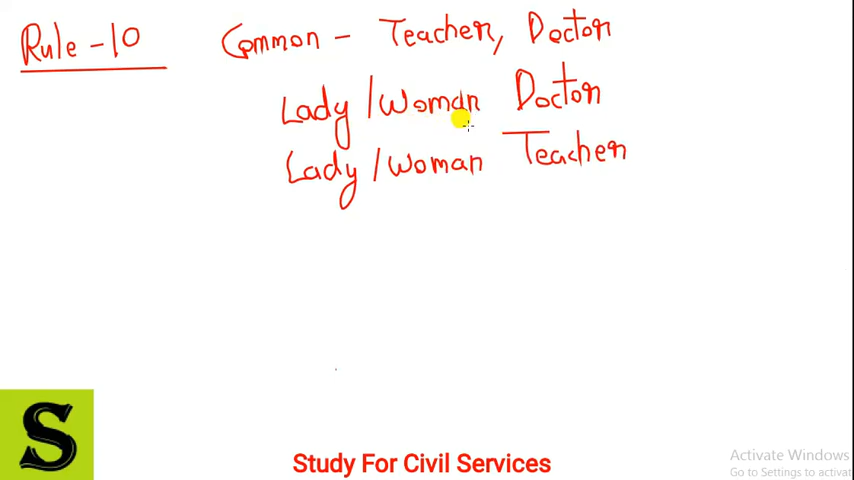 Rule - 10 Common - Teacher, Doctor
Lady / Woman Doctor
Lady / Woman Teacher
S
Study For Civil Services
Activate Windows
Go to Settings to activat